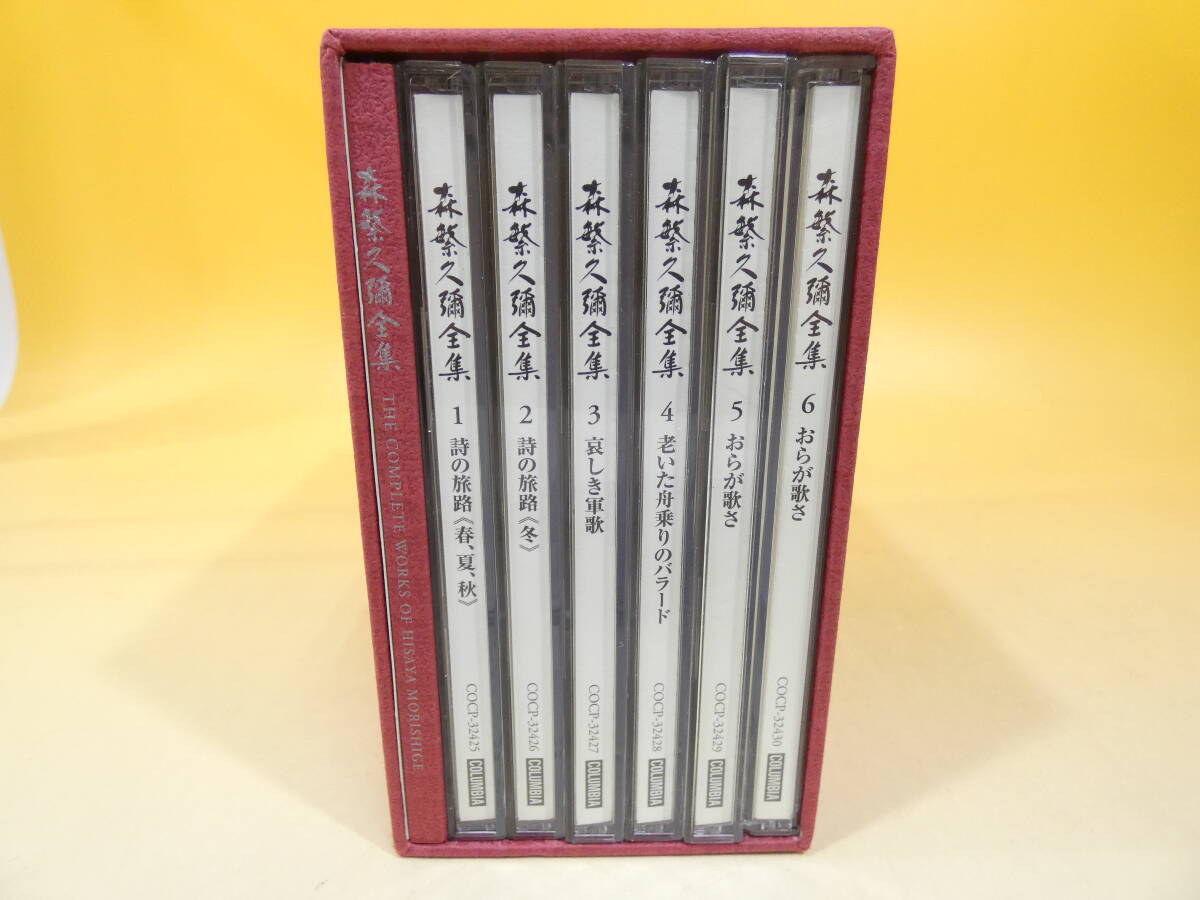 森繁久彌全集 THE COMPLETE WORKS OF HISAYA MORISHIGE
森繁久彌全集 1 詩の旅路《春、夏、秋》 COCP-32425 COLUMBIA
森繁久彌全集 2 詩の旅路《冬》 COCP-32426 COLUMBIA
森繁久彌全集 3 哀しき軍歌 COCP-32427 COLUMBIA
森繁久彌全集 4 老いた舟乗りのバラード COCP-32428 COLUMBIA
森繁久彌全集 5 おらが歌さ COCP-32429 COLUMBIA
森繁久彌全集 6 おらが歌さ COCP-32430 COLUMBIA